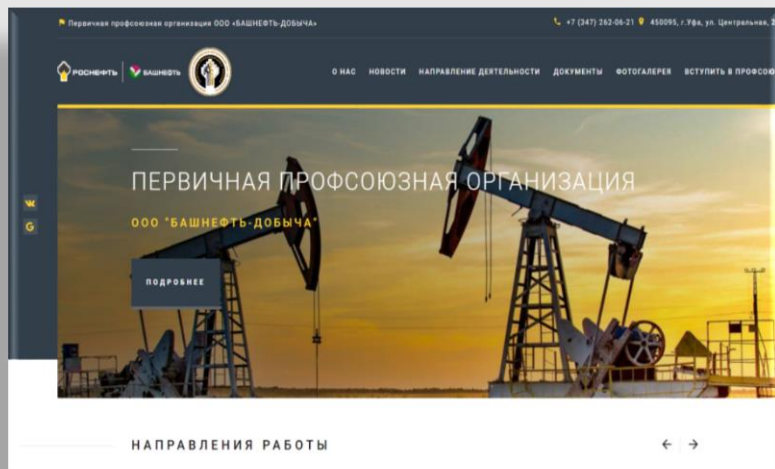 Первичная профсоюзная организация ООО «БАШНЕФТЬ-ДОБЫЧА»
+7 (347) 262-06-21 450095, г.Уфа, ул. Центральная, 2
РОСНЕФТЬ БАШНЕФТЬ
О НАС НОВОСТИ НАПРАВЛЕНИЕ ДЕЯТЕЛЬНОСТИ ДОКУМЕНТЫ ФОТОГАЛЕРЕЯ ВСТУПИТЬ В ПРОФСОЮ
ПЕРВИЧНАЯ ПРОФСОЮЗНАЯ ОРГАНИЗАЦИЯ
ООО "БАШНЕФТЬ-ДОБЫЧА"
G
ПОДРОБНЕЕ
НАПРАВЛЕНИЯ РАБОТЫ